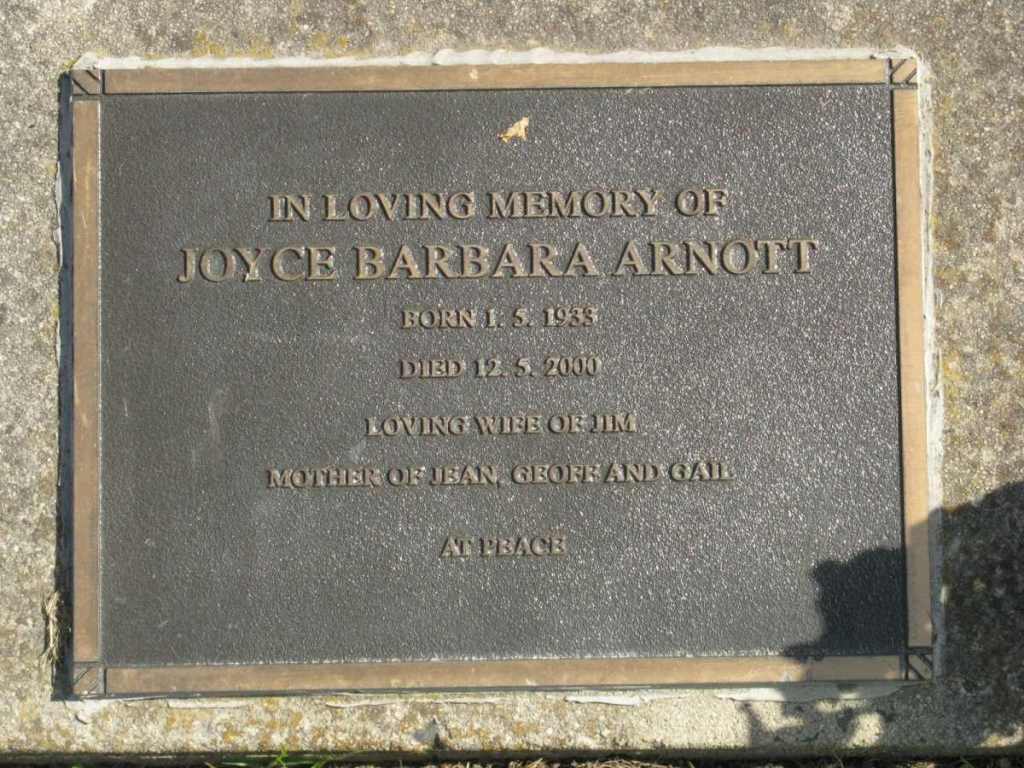 IN LOVING MEMORY OF
JOYCE BARBARA ARNOTT
BORN 1. 5. 1933
DIED 12. 5. 2000
LOVING WIFE OF JIM
MOTHER OF JEAN, GEOFF AND GAIL
AT PEACE